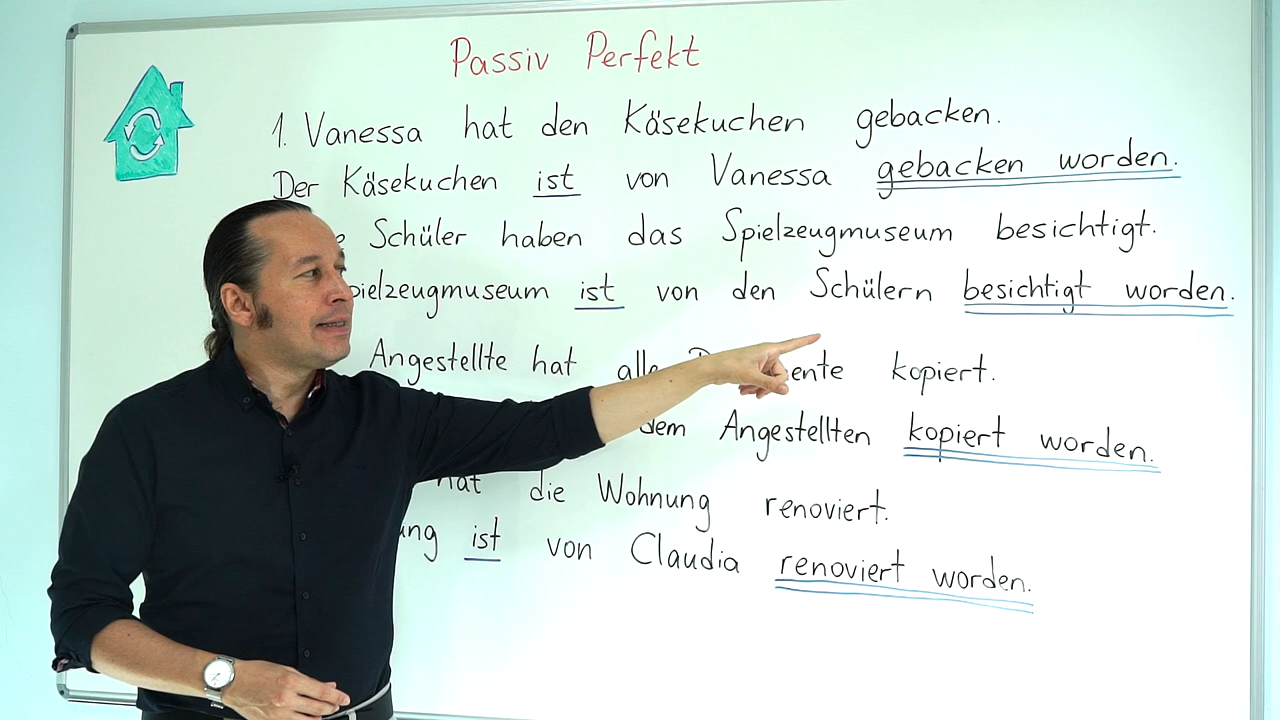 Passiv Perfekt
1. Vanessa hat den Käsekuchen gebacken.
Der Käsekuchen ist von Vanessa gebacken worden.
Schüler haben das Spielzeugmuseum besichtigt.
ist von den Schülern besichtigt worden.
Angestellte hat kopiert.
dem Angestellten kopiert worden.
hat die Wohnung renoviert.
ist von Claudia renoviert worden.